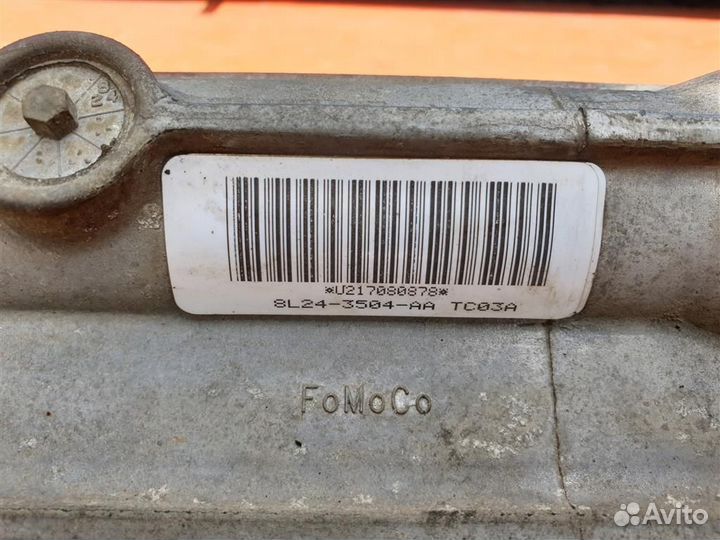 *U217080878*
8L24-3504-AA TC03A
FoMoCo
Avito